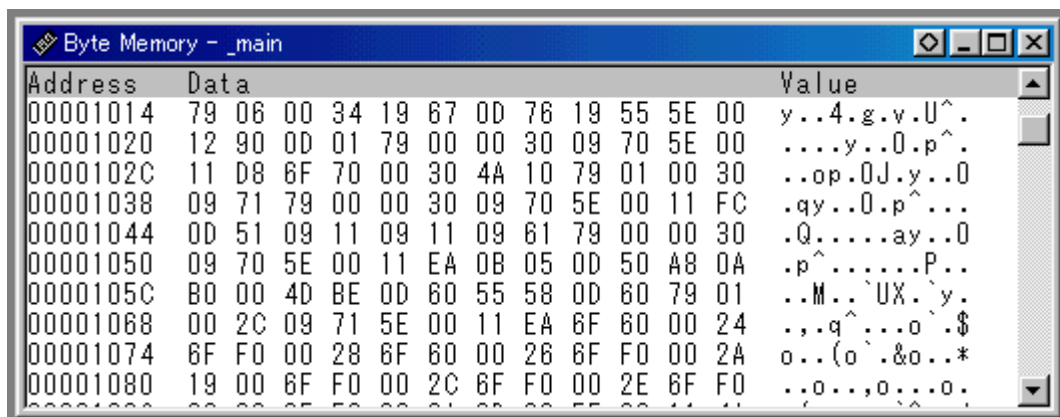 Byte Memory - _main
Address Data Value
00001014 79 06 00 34 19 67 0D 76 19 55 5E 00 y..4.g.v.U^.
00001020 12 90 0D 01 79 00 00 30 09 70 5E 00 ....y..0.p^.
0000102C 11 D8 6F 70 00 30 4A 10 79 01 00 30 ..op.0J.y..0
00001038 09 71 79 00 00 30 09 70 5E 00 11 FC .qy..0.p^...
00001044 0D 51 09 11 09 11 09 61 79 00 00 30 .Q.....ay..0
00001050 09 70 5E 00 11 EA 0B 05 0D 50 A8 0A .p^......P..
0000105C B0 00 4D BE 0D 60 55 58 0D 60 79 01 ..M..`UX.`y.
00001068 00 2C 09 71 5E 00 11 EA 6F 60 00 24 .,.q^...o`.$
00001074 6F F0 00 28 6F 60 00 26 6F F0 00 2A o..(o`.&o..*
00001080 19 00 6F F0 00 2C 6F F0 00 2E 6F F0 ..o..,o...o.